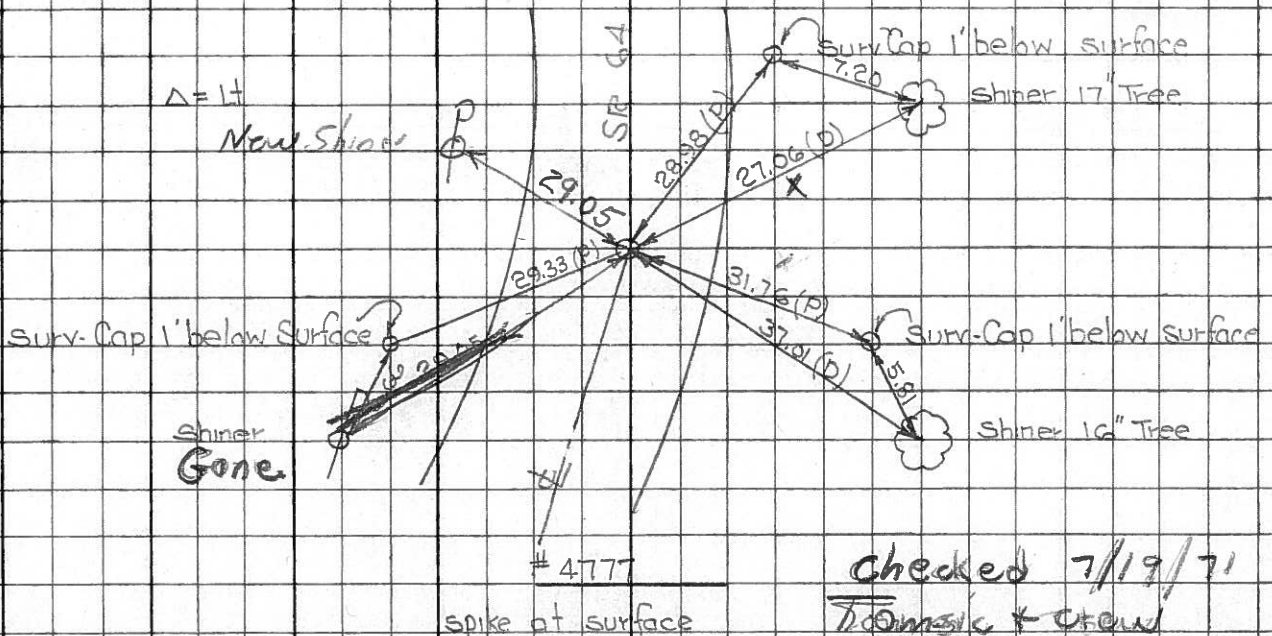 Surv. Cap 1' below surface
7.20
Δ = Lt
SR 64
Shiner 17" Tree
P
New Shiner
28.98 (P)
27.06 (D)
X
29.05
29.33 (P)
31.76 (P)
Surv-Cap 1' below Surface
37.01 (D)
Surv-Cap 1' below surface
5.81
Shiner
Gone
Shiner 16" Tree
℄
# 4777
Checked 7/19/71
spike at surface
& Crew